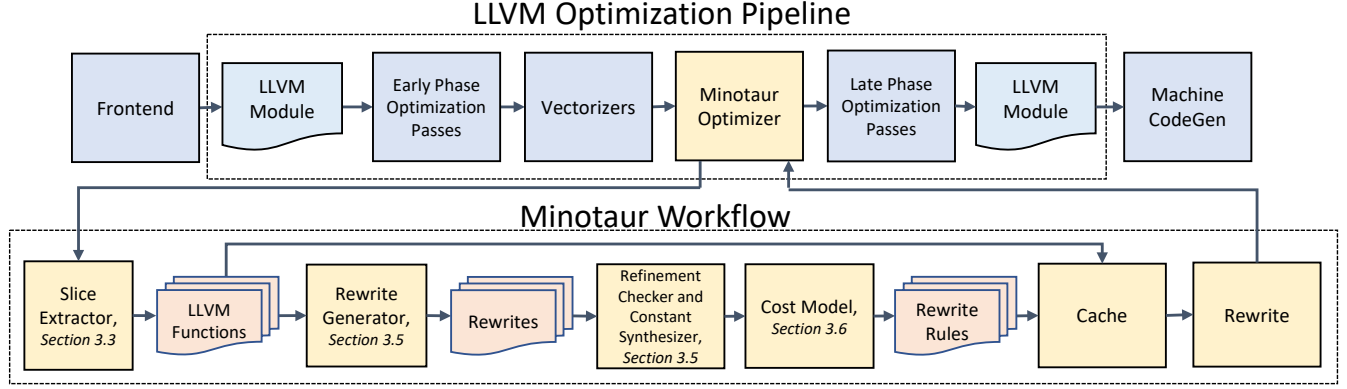 LLVM Optimization Pipeline
Frontend
LLVM
Module
Early Phase
Optimization
Passes
Vectorizers
Minotaur
Optimizer
Late Phase
Optimization
Passes
LLVM
Module
Machine
CodeGen
Minotaur Workflow
Slice
Extractor,
Section 3.3
LLVM
Functions
Rewrite
Generator,
Section 3.5
Rewrites
Refinement
Checker and
Constant
Synthesizer,
Section 3.5
Cost Model,
Section 3.6
Rewrite
Rules
Cache
Rewrite